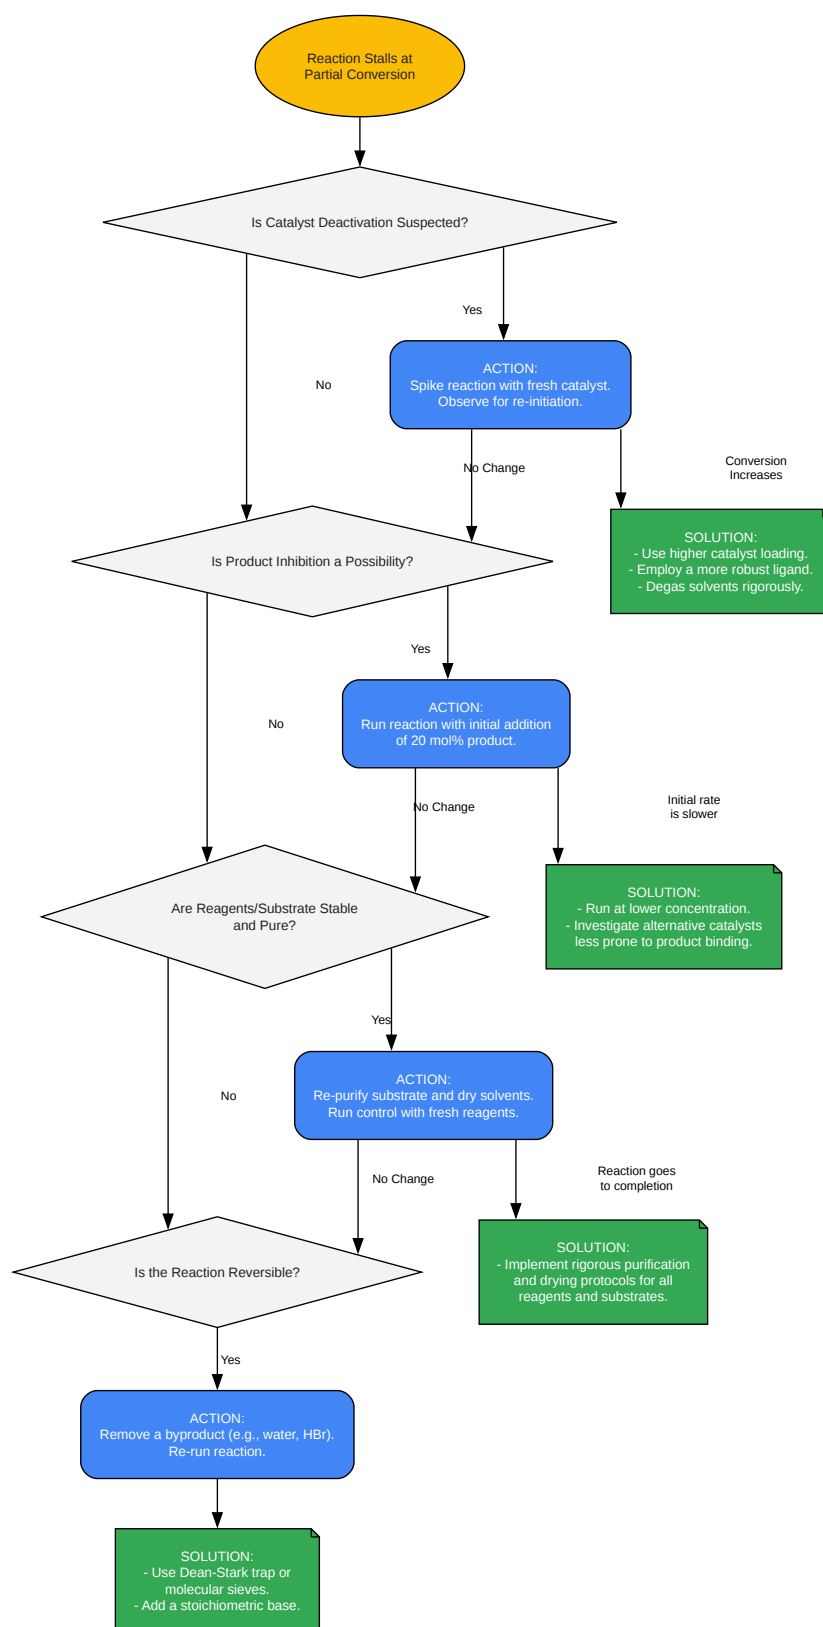 Reaction Stalls at
Partial Conversion
Is Catalyst Deactivation Suspected?
Yes
ACTION:
Spike reaction with fresh catalyst.
Observe for re-initiation.
No
No Change
Conversion
Increases
SOLUTION:
- Use higher catalyst loading.
- Employ a more robust ligand.
- Degas solvents rigorously.
Is Product Inhibition a Possibility?
Yes
ACTION:
Run reaction with initial addition
of 20 mol% product.
No
No Change
Initial rate
is slower
SOLUTION:
- Run at lower concentration.
- Investigate alternative catalysts
less prone to product binding.
Are Reagents/Substrate Stable
and Pure?
Yes
ACTION:
Re-purify substrate and dry solvents.
Run control with fresh reagents.
No
No Change
Reaction goes
to completion
SOLUTION:
- Implement rigorous purification
and drying protocols for all
reagents and substrates.
Is the Reaction Reversible?
Yes
ACTION:
Remove a byproduct (e.g., water, HBr).
Re-run reaction.
SOLUTION:
- Use Dean-Stark trap or
molecular sieves.
- Add a stoichiometric base.